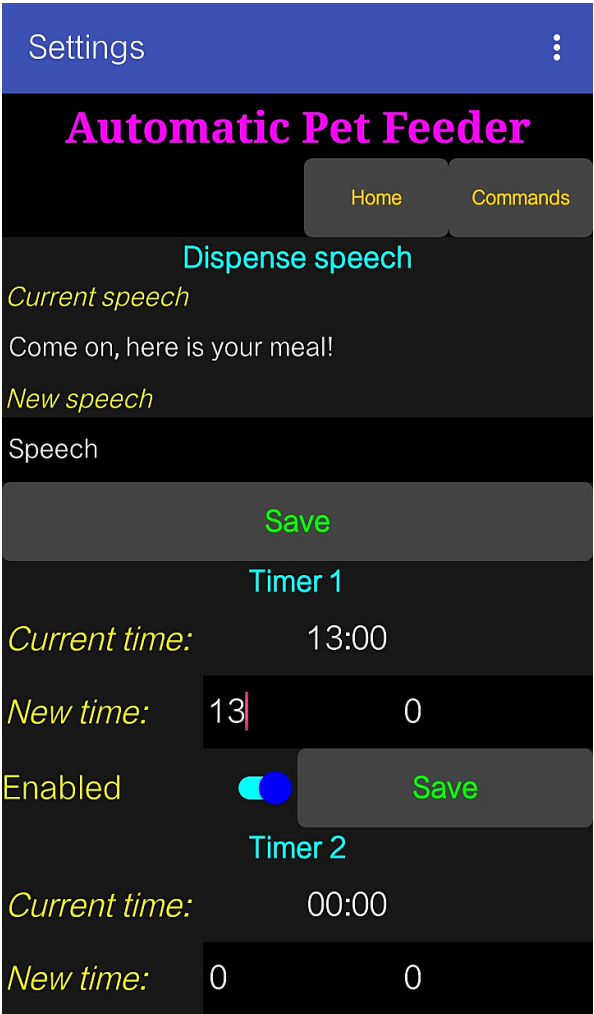 Settings
Automatic Pet Feeder
Home Commands
Dispense speech
Current speech
Come on, here is your meal!
New speech
Speech
Save
Timer 1
Current time: 13:00
New time: 13 0
Enabled Save
Timer 2
Current time: 00:00
New time: 0 0